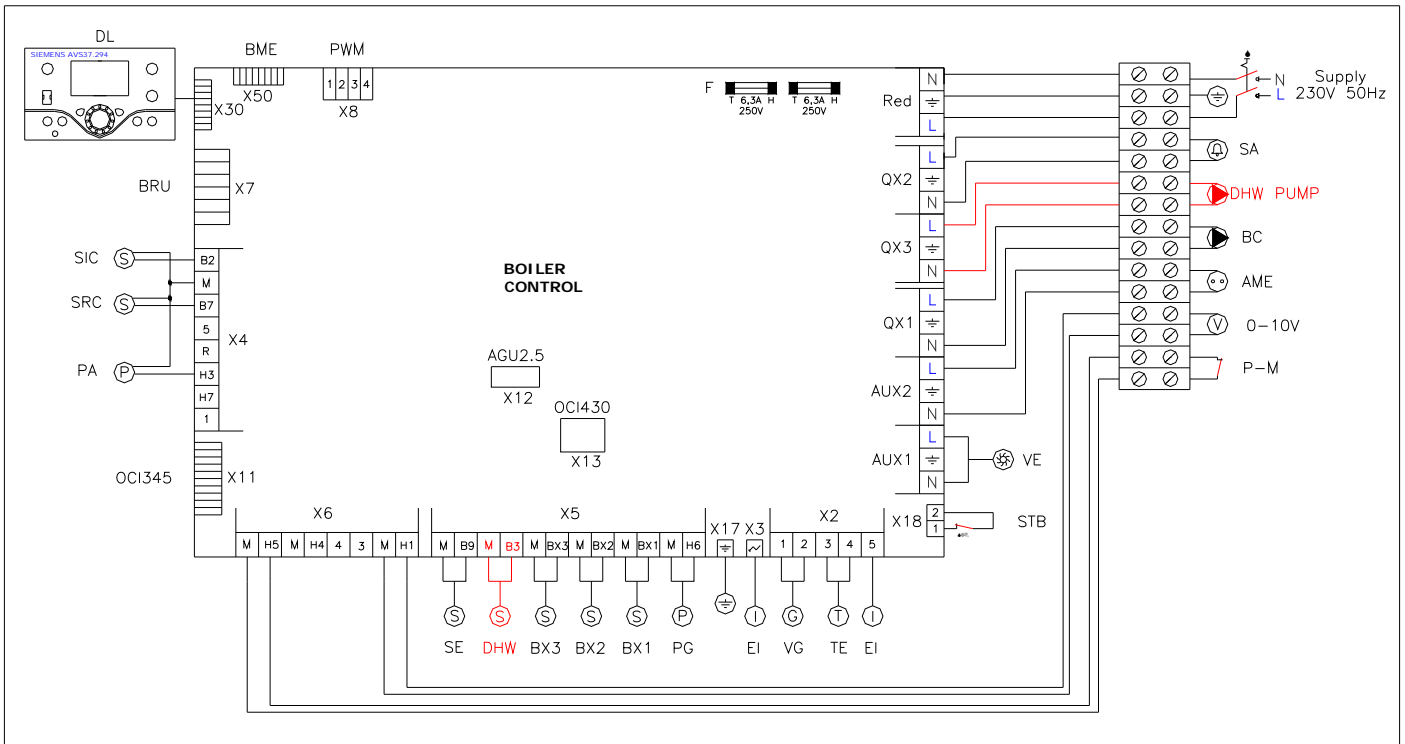 DL
SIEMENS AVS37.294
BME
PWM
X50
1 2 3 4
X8
X30
F
T 6,3A H
250V
T 6,3A H
250V
N
Red
L
N
L
Supply
230V 50Hz
BRU
X7
L
QX2
N
SA
L
QX3
N
DHW PUMP
BC
SIC
S
SRC
S
PA
P
B2
M
B7
5
R
H3
H7
1
X4
BOILER
CONTROL
L
QX1
N
AME
V
0-10V
P-M
AGU2.5
X12
OCI430
X13
L
AUX2
N
L
AUX1
N
VE
OCI345
X11
X6
X5
X17
X3
X2
X18
2
1
STB
M H5 M H4 4 3 M H1
M B9 M B3 M BX3 M BX2 M BX1 M H6
1 2 3 4 5
S S S S S P I G T I
SE DHW BX3 BX2 BX1 PG EI VG TE EI